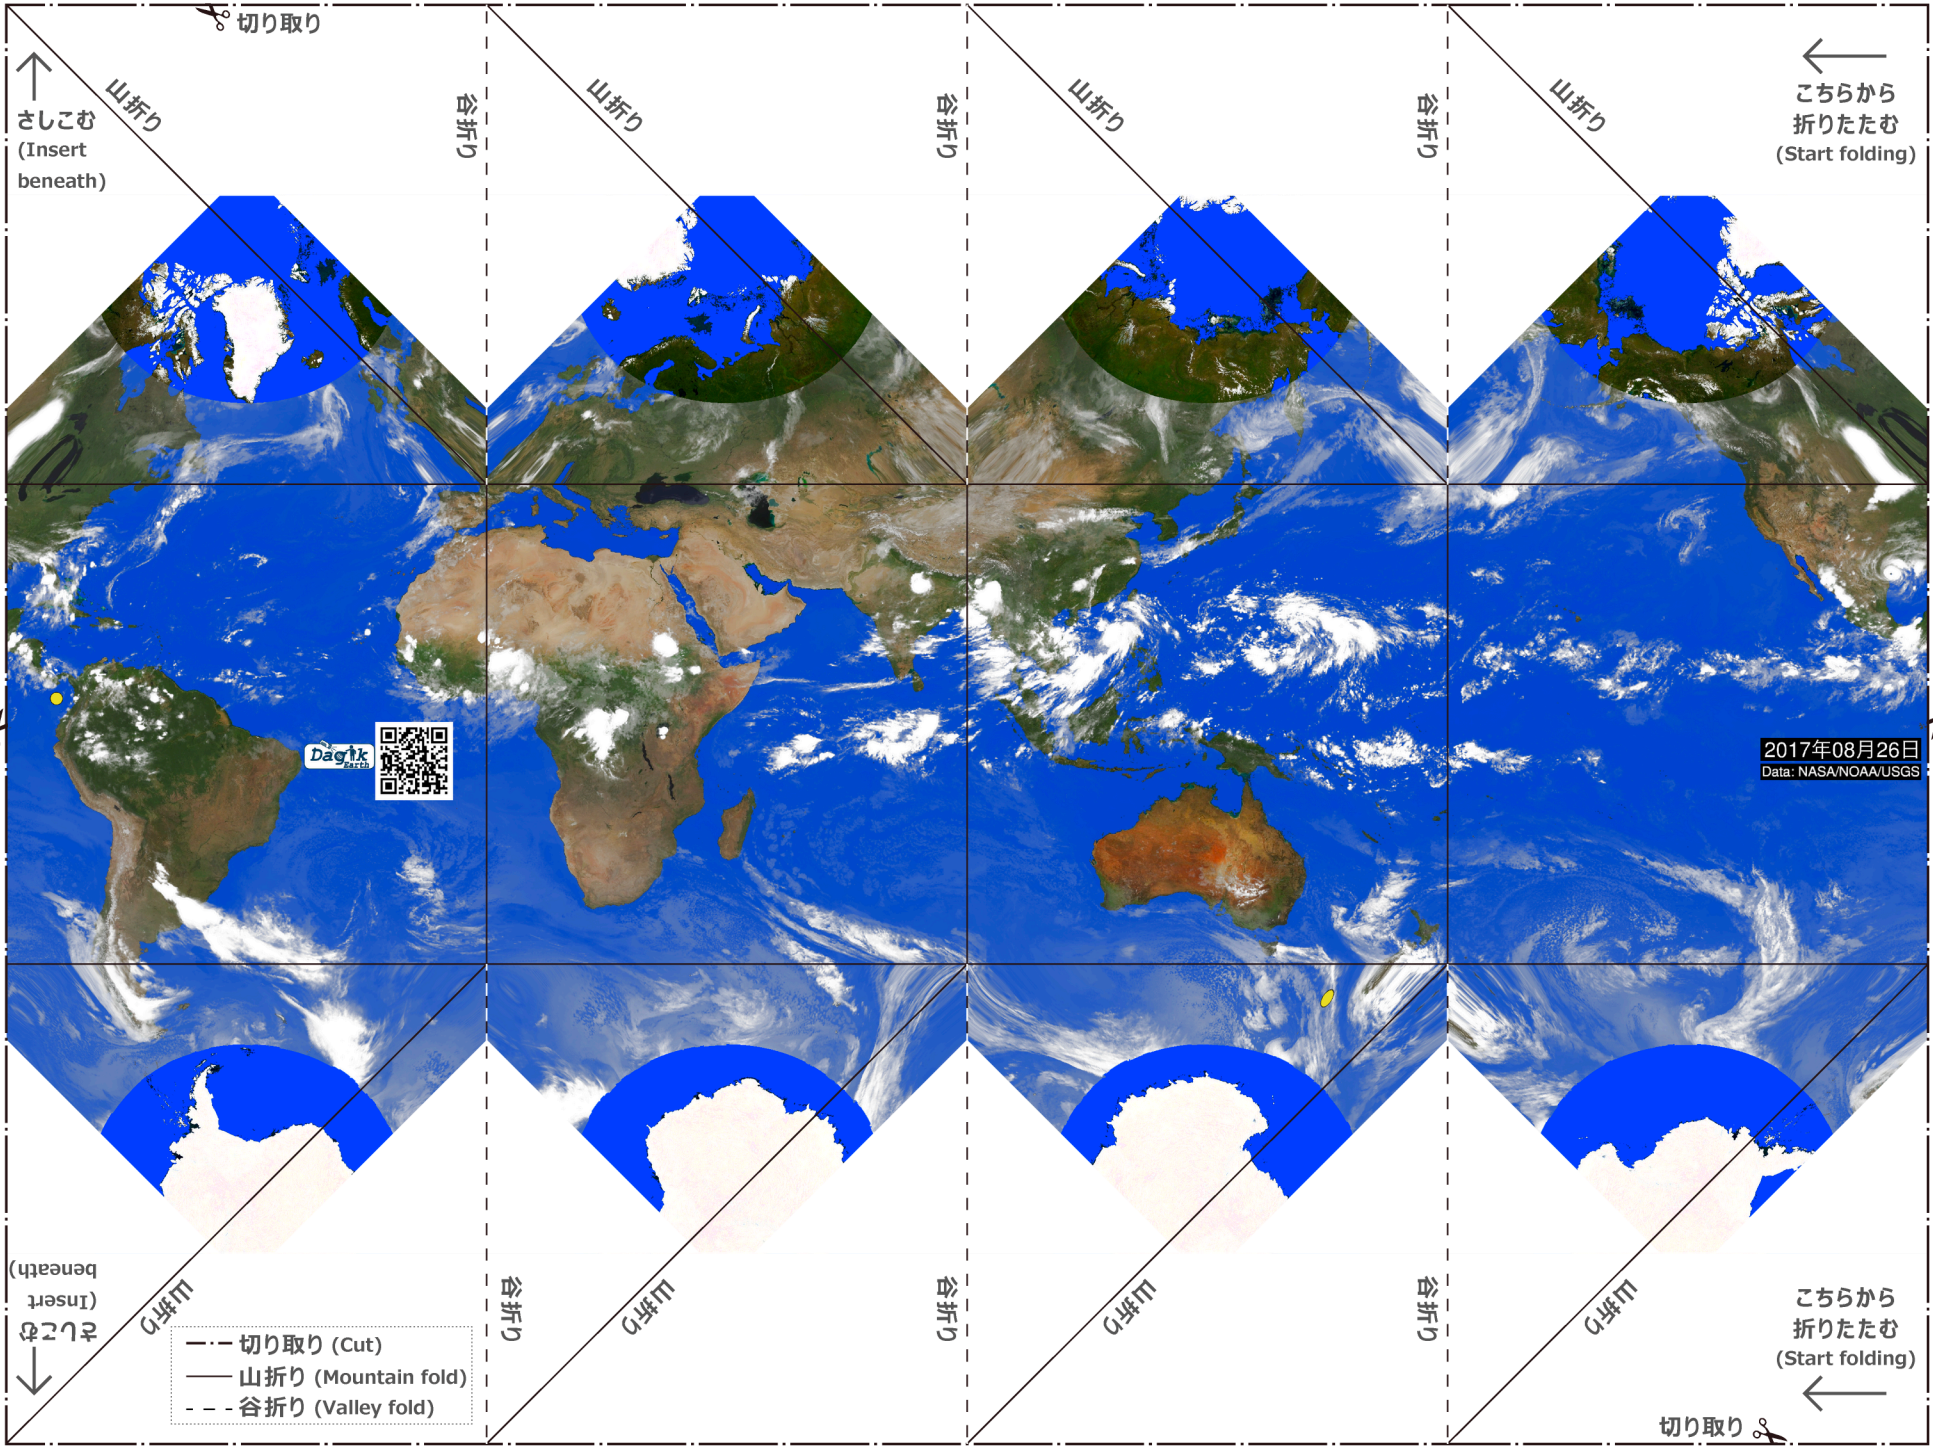 切り取り
山折り
谷折り
山折り
谷折り
山折り
谷折り
山折り
さしこむ
(Insert
beneath)
こちらから
折りたたむ
(Start folding)
Dagik
Earth
2017年08月26日
Data: NASA/NOAA/USGS
さしこむ
(Insert
beneath)
山折り
谷折り
山折り
谷折り
山折り
谷折り
山折り
こちらから
折りたたむ
(Start folding)
切り取り (Cut)
山折り (Mountain fold)
谷折り (Valley fold)
切り取り